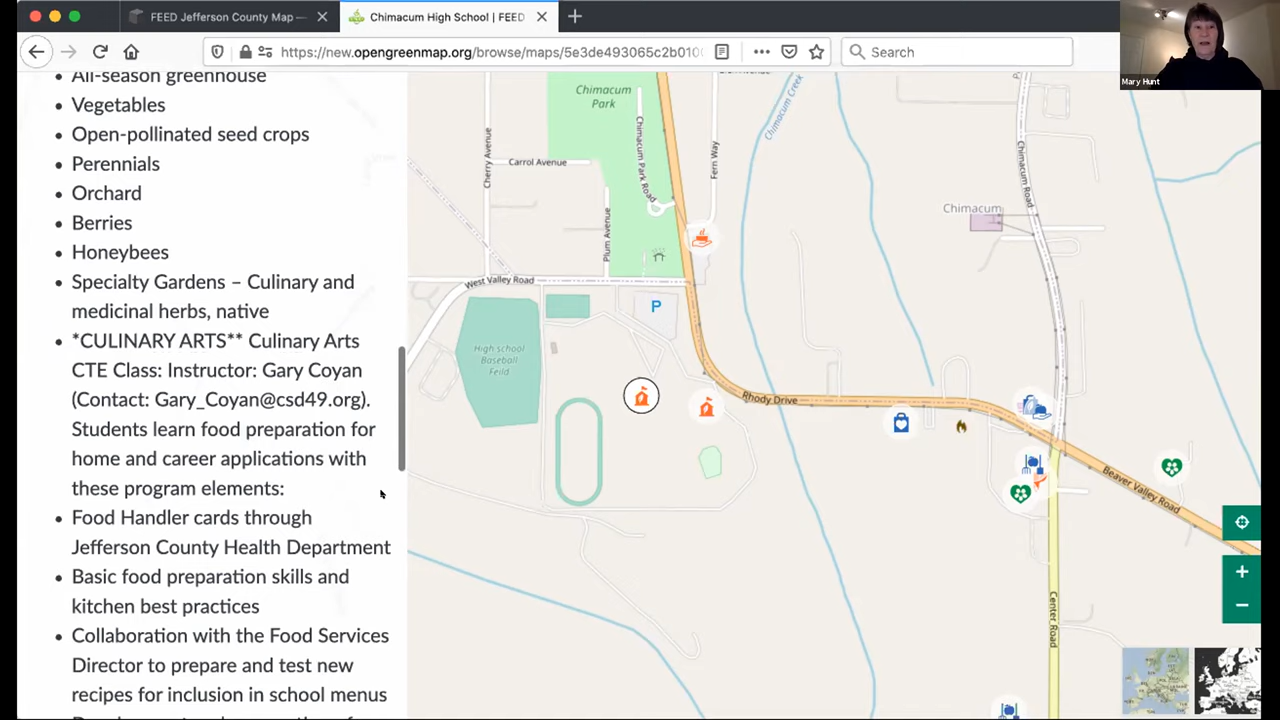 FEED Jefferson County Map —
Chimacum High School | FEED
https://new.opengreenmap.org/browse/maps/5e3de493065c2b010
Search
Mary Hunt
All-season greenhouse
Vegetables
Open-pollinated seed crops
Perennials
Orchard
Berries
Honeybees
Specialty Gardens – Culinary and
medicinal herbs, native
*CULINARY ARTS** Culinary Arts
CTE Class: Instructor: Gary Coyan
(Contact: Gary_Coyan@csd49.org).
Students learn food preparation for
home and career applications with
these program elements:
Food Handler cards through
Jefferson County Health Department
Basic food preparation skills and
kitchen best practices
Collaboration with the Food Services
Director to prepare and test new
recipes for inclusion in school menus
Chimacum
Park
Chimacum Creek
Cherry Avenue
Carrol Avenue
Chimacum Park Road
Fern Way
Plum Avenue
Chimacum Road
Chimacum
West Valley Road
P
High school
Baseball
Feild
Rhody Drive
Beaver Valley Road
Center Road
+
−